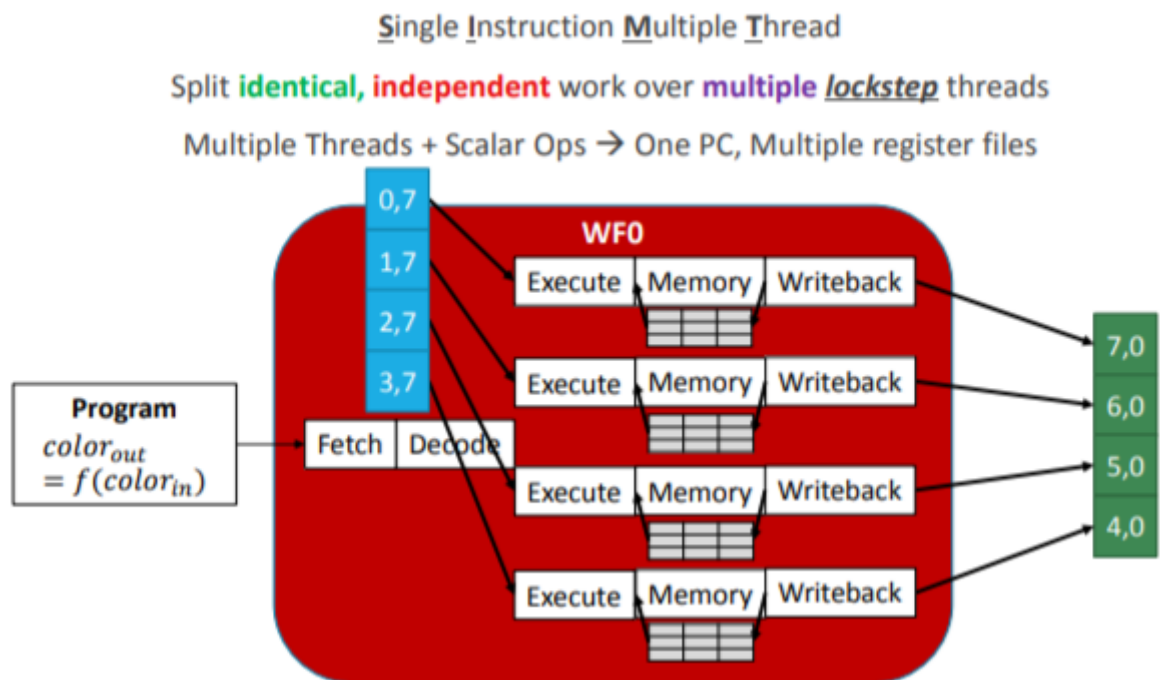 Single Instruction Multiple Thread
Split identical, independent work over multiple lockstep threads
Multiple Threads + Scalar Ops → One PC, Multiple register files
0,7
1,7
2,7
3,7
WF0
Execute Memory Writeback
Execute Memory Writeback
Execute Memory Writeback
Execute Memory Writeback
Program
color_out
= f(color_in)
Fetch Decode
7,0
6,0
5,0
4,0